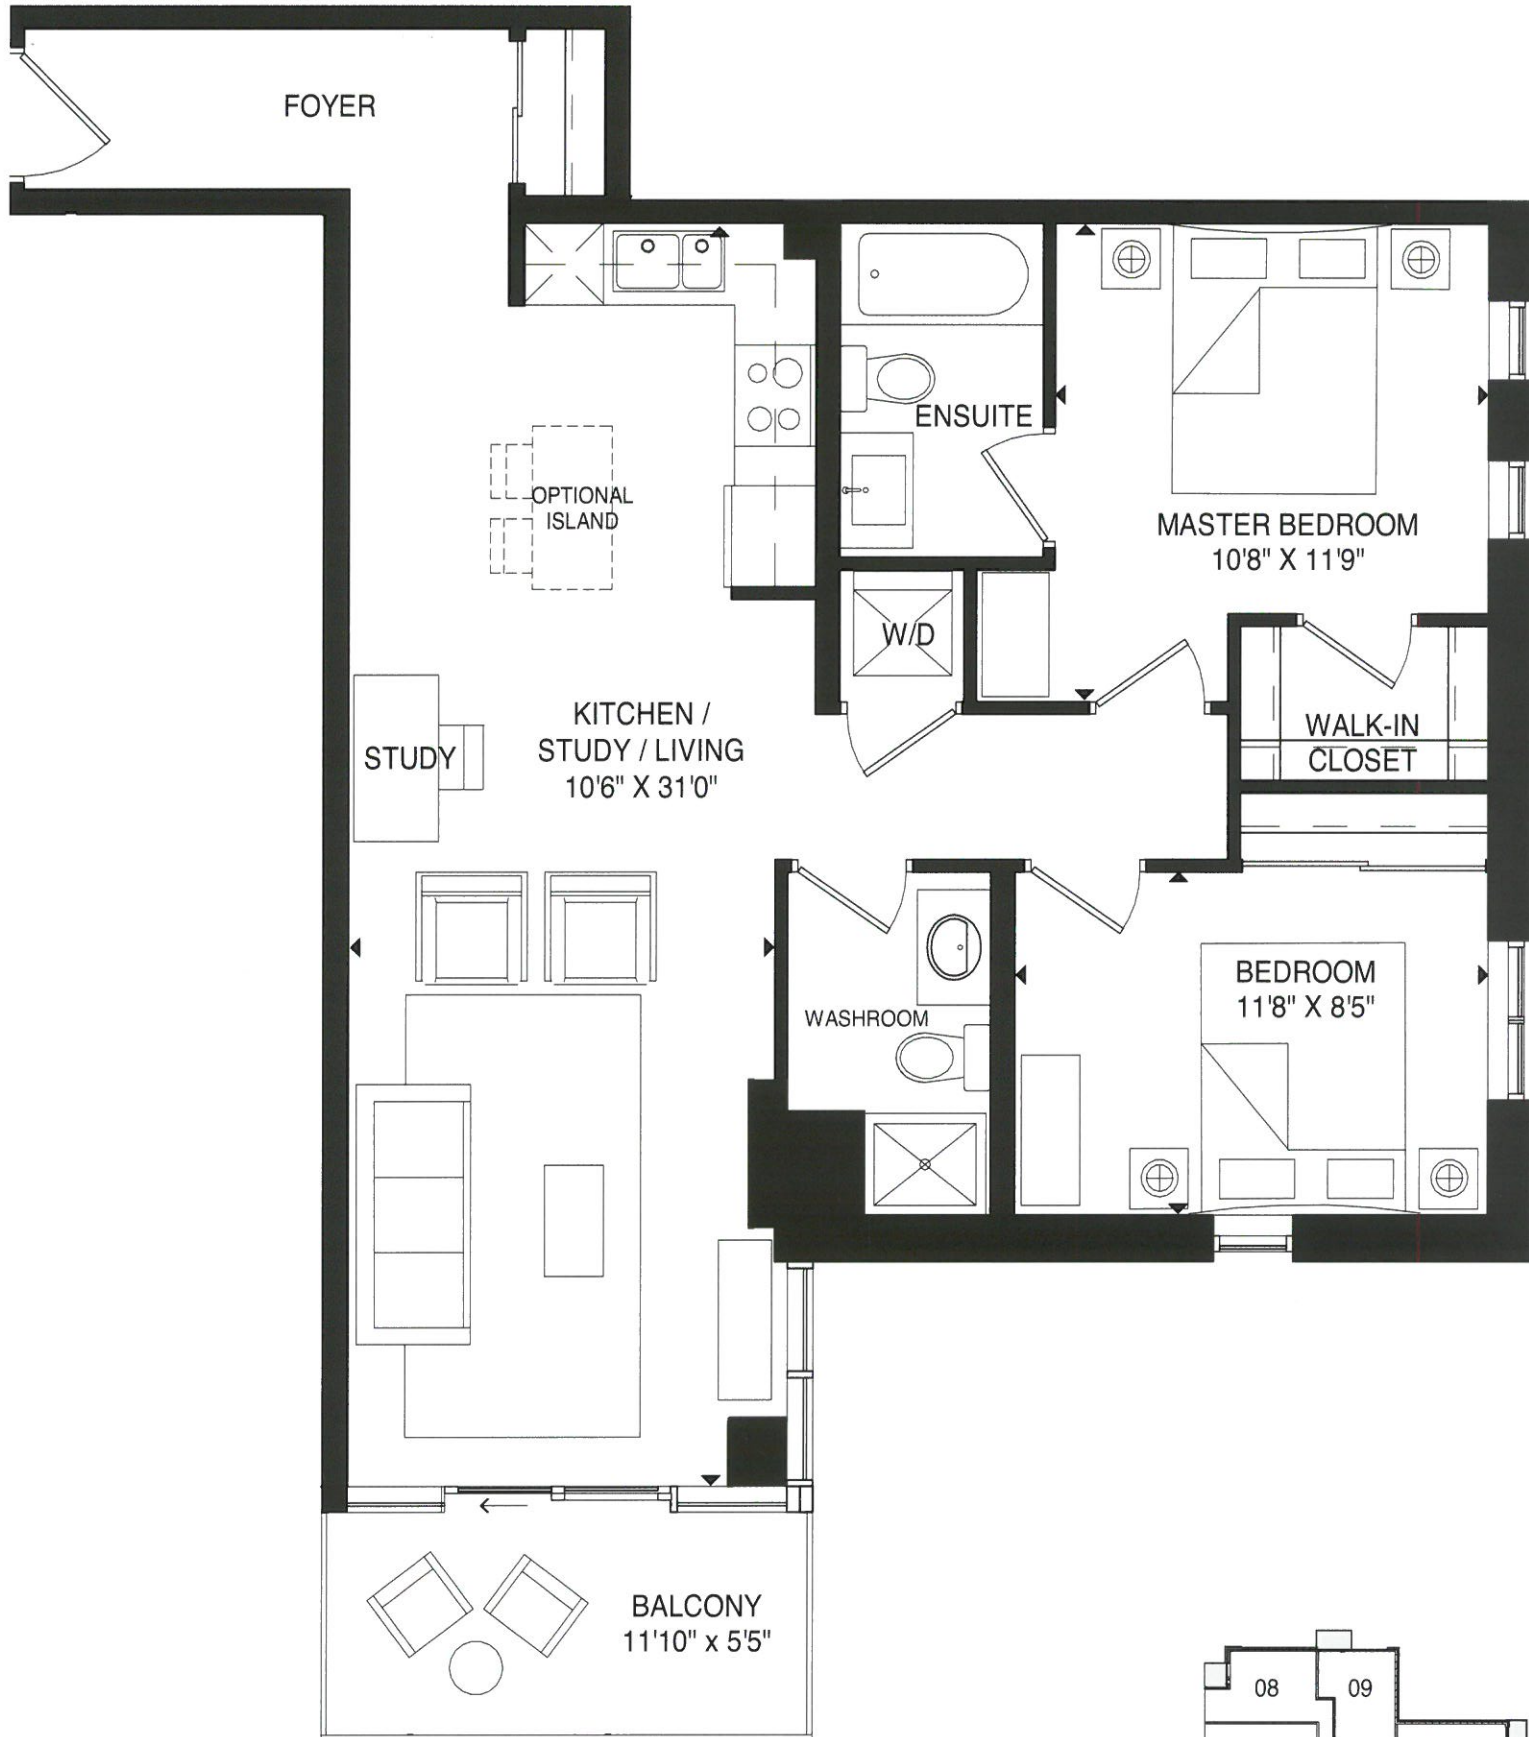 FOYER
ENSUITE
OPTIONAL
ISLAND
MASTER BEDROOM
10'8" X 11'9"
W/D
KITCHEN /
STUDY / LIVING
10'6" X 31'0"
STUDY
WALK-IN
CLOSET
BEDROOM
11'8" X 8'5"
WASHROOM
BALCONY
11'10" x 5'5"
08
09